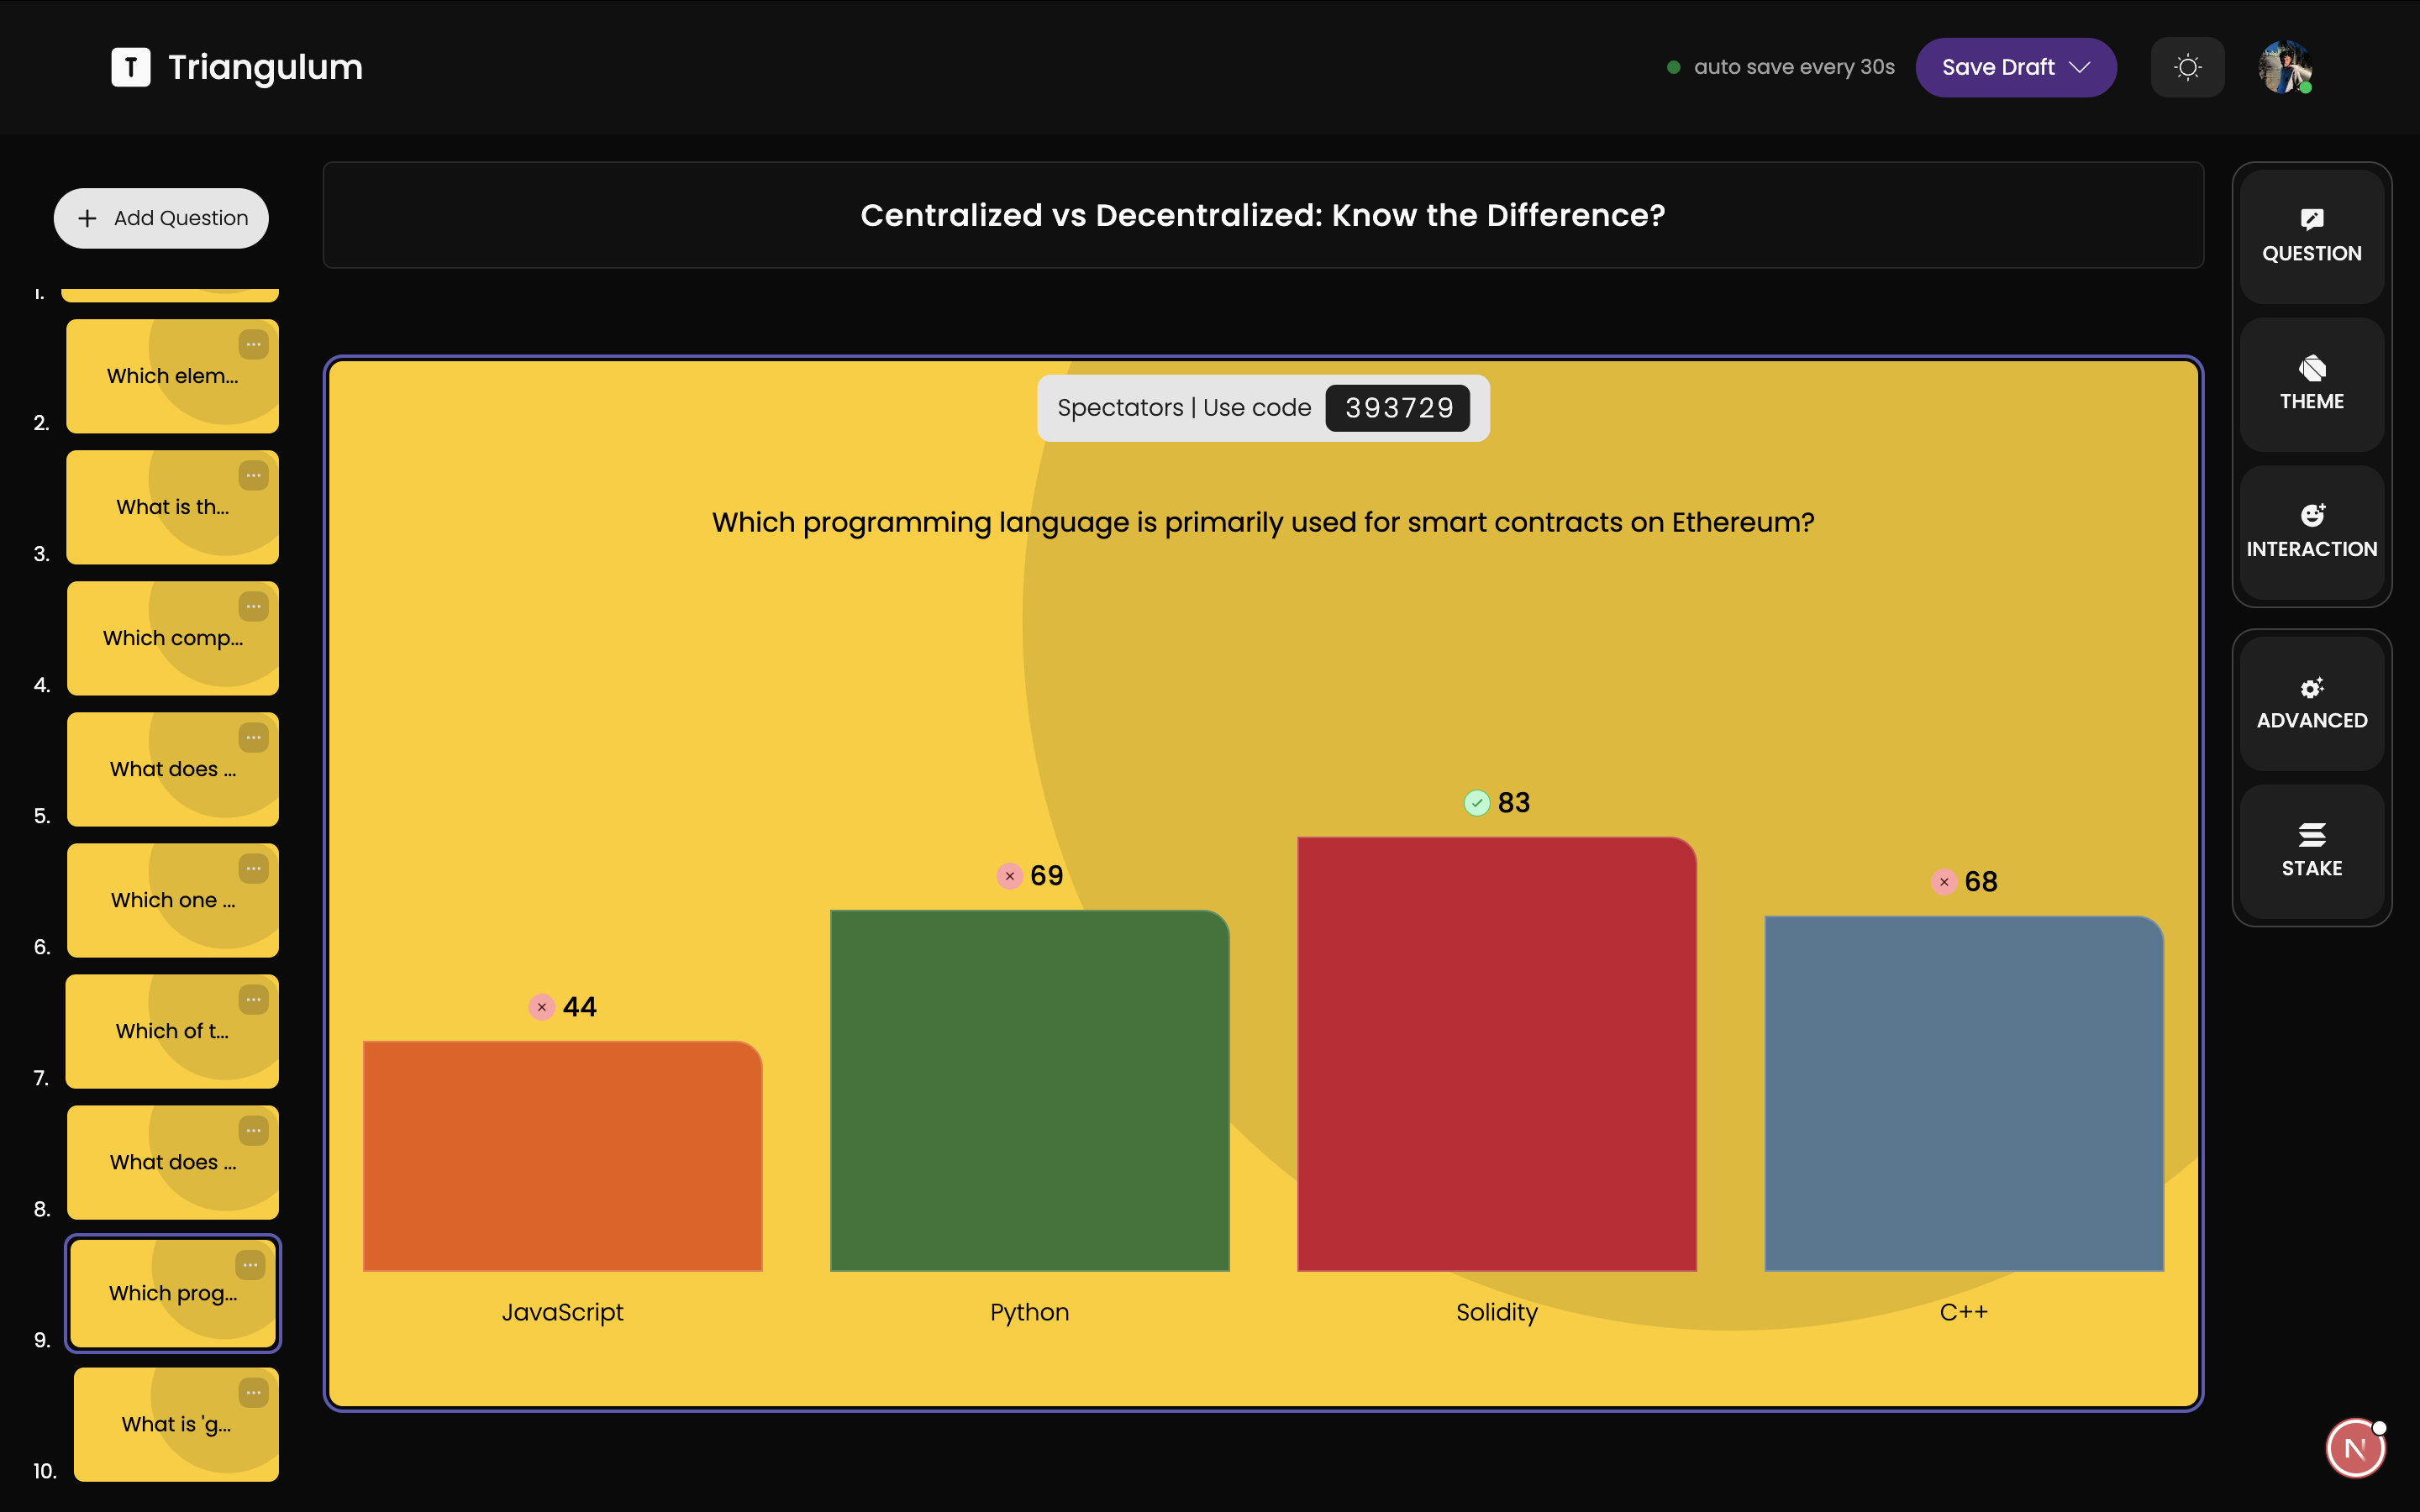 T Triangulum
auto save every 30s
Save Draft
Add Question
Centralized vs Decentralized: Know the Difference?
1.
Which elem...
2.
What is th...
3.
Which comp...
4.
What does ...
5.
Which one ...
6.
Which of t...
7.
What does ...
8.
Which prog...
9.
What is 'g...
10.
Spectators | Use code 393729
Which programming language is primarily used for smart contracts on Ethereum?
44
69
83
68
JavaScript
Python
Solidity
C++
QUESTION
THEME
INTERACTION
ADVANCED
STAKE
N